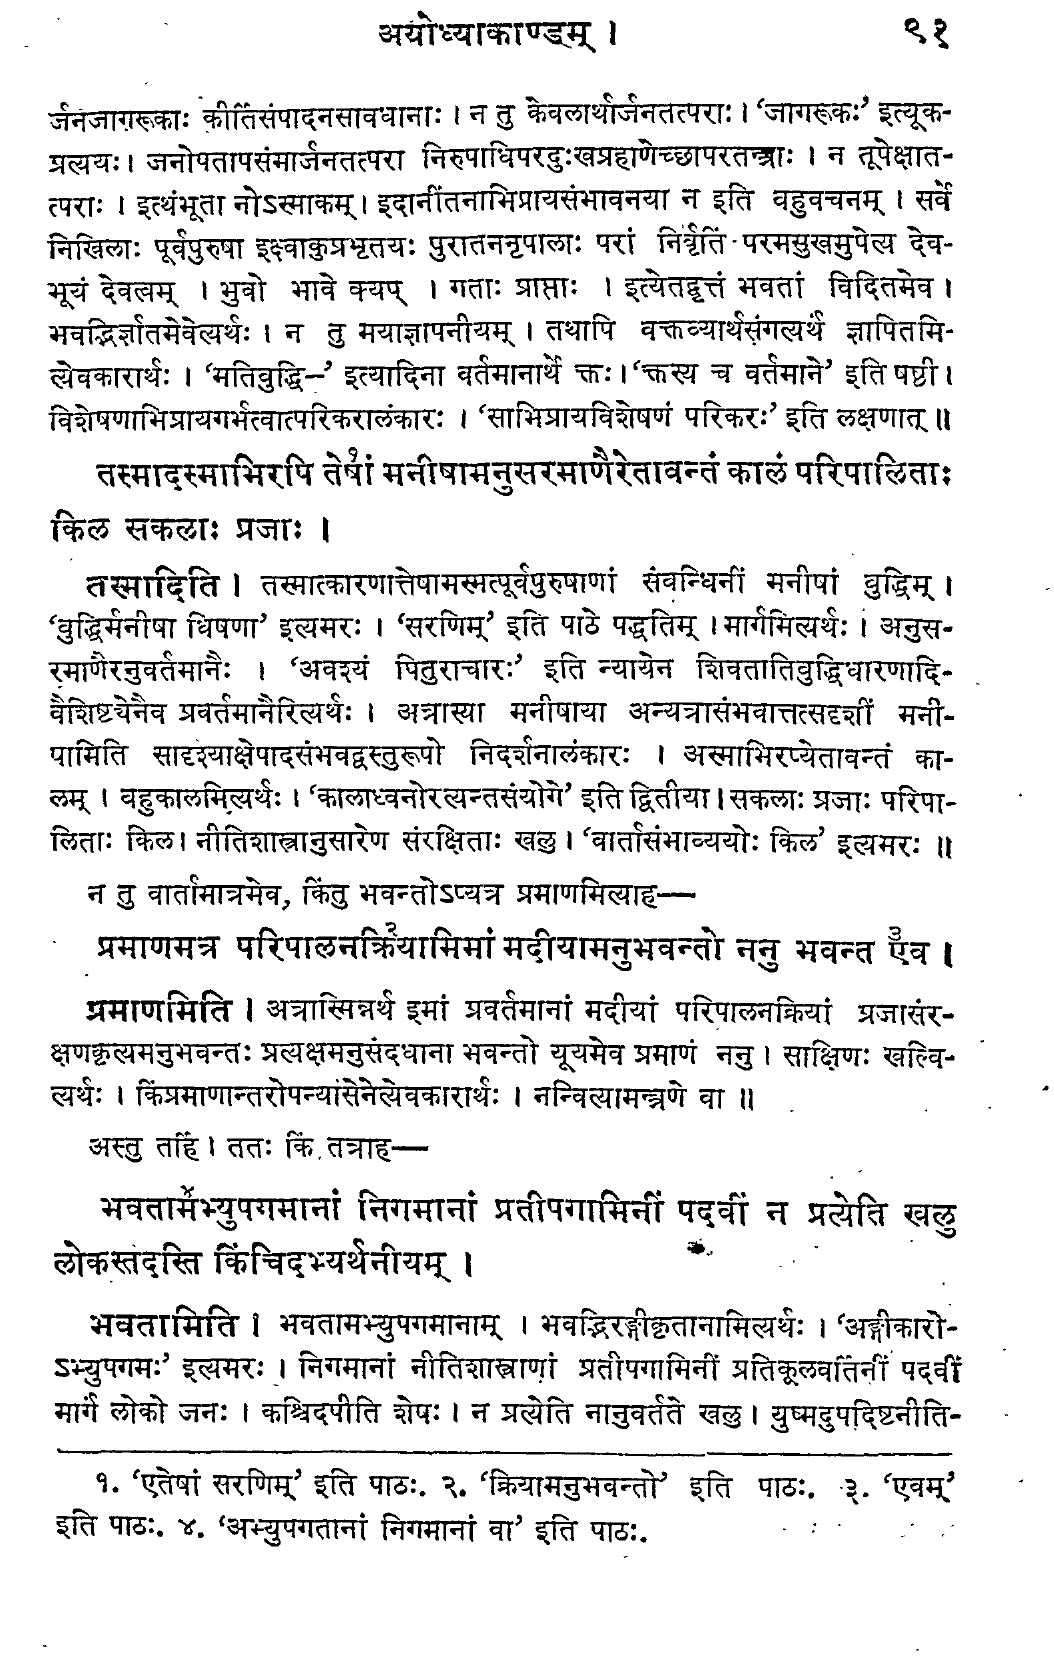 अयोध्याकाण्डम् । ९१
र्जनजागरूकाः कीर्तिसंपादनसावधानाः । न तु केवलार्थार्जनतत्पराः । ‘जागरूकः’ इत्यूक-
प्रत्ययः । जनोपतापसंमार्जनतत्परा निरुपाधिपरदुःखप्रहाणेच्छापरतन्त्राः । न तूपेक्षात-
त्पराः । इत्थंभूता नोऽस्माकम् । इदानींतनाभिप्रायसंभावनया न इति वहुवचनम् । सर्वे
निखिलाः पूर्वपुरुषा इक्ष्वाकुप्रभृतयः पुरातननृपालाः परां निर्वृतिं परमसुखमुपेत्य देव-
भूयं देवत्वम् । भुवो भावे क्यप् । गताः प्राप्ताः । इत्येतद्वृत्तं भवतां विदितमेव ।
भवद्भिर्ज्ञातमेवेत्यर्थः । न तु मयाज्ञापनीयम् । तथापि वक्तव्यार्थसंगत्यर्थं ज्ञापितमि-
त्येवकारार्थः । ‘मतिवुद्धि–’ इत्यादिना वर्तमानार्थे क्तः । ‘क्तस्य च वर्तमाने’ इति षष्ठी ।
विशेषणाभिप्रायगर्भत्वात्परिकरालंकारः । ‘साभिप्रायविशेषणं परिकरः’ इति लक्षणात् ॥
तस्मादस्माभिरपि तेषां१ मनीषामनुसरमाणैरेतावन्तं कालं परिपालिताः
किल सकलाः प्रजाः ।
तस्मादिति । तस्मात्कारणात्तेषामस्मत्पूर्वपुरुषाणां संवन्धिनीं मनीषां वुद्धिम् ।
‘वुद्धिर्मनीषा धिषणा’ इत्यमरः । ‘सरणिम्’ इति पाठे पद्धतिम् । मार्गमित्यर्थः । अनुस-
रमाणैरनुवर्तमानैः । ‘अवश्यं पितुराचारः’ इति न्यायेन शिवतातिवुद्धिधारणादि-
वैशिष्ट्येनैव प्रवर्तमानैरित्यर्थः । अत्रास्या मनीषाया अन्यत्रासंभवात्तत्सदृशीं मनी-
षामिति सादृश्याक्षेपादसंभवद्वस्तुरूपो निदर्शनालंकारः । अस्माभिरप्येतावन्तं का-
लम् । वहुकालमित्यर्थः । ‘कालाध्वनोरत्यन्तसंयोगे’ इति द्वितीया । सकलाः प्रजाः परिपा-
लिताः किल । नीतिशास्त्रानुसारेण संरक्षिताः खलु । ‘वार्तासंभाव्ययोः किल’ इत्यमरः ॥
न तु वार्तामात्रमेव, किंतु भवन्तोऽप्यत्र प्रमाणमित्याह—
प्रमाणमत्र परिपालनक्रि२यामिमां मदीयामनुभवन्तो ननु भवन्त ए३व ।
प्रमाणमिति । अत्रास्मिन्नर्थे इमां प्रवर्तमानां मदीयां परिपालनक्रियां प्रजासंर-
क्षणकृत्यमनुभवन्तः प्रत्यक्षमनुसंदधाना भवन्तो यूयमेव प्रमाणं ननु । साक्षिणः खल्वि-
त्यर्थः । किंप्रमाणान्तरोपन्यासेनेत्येवकारार्थः । नन्वित्यामन्त्रणे वा ॥
अस्तु तर्हि । ततः किं तत्राह—
भवताम४भ्युपगमानां निगमानां प्रतीपगामिनीं पदवीं न प्रत्येति खलु
लोकस्तदस्ति किंचिदभ्यर्थनीयम् ।
भवतामिति । भवतामभ्युपगमानाम् । भवद्भिरङ्गीकृतानामित्यर्थः । ‘अङ्गीकारो-
ऽभ्युपगमः’ इत्यमरः । निगमानां नीतिशास्त्राणां प्रतीपगामिनीं प्रतिकूलवर्तिनीं पदवीं
मार्गं लोको जनः । कश्चिदपीति शेषः । न प्रत्येति नानुवर्तते खलु । युष्मदुपदिष्टनीति-
१. ‘एतेषां सरणिम्’ इति पाठः. २. ‘क्रियामनुभवन्तो’ इति पाठः. ३. ‘एवम्’
इति पाठः. ४. ‘अभ्युपगतानां निगमानां वा’ इति पाठः.